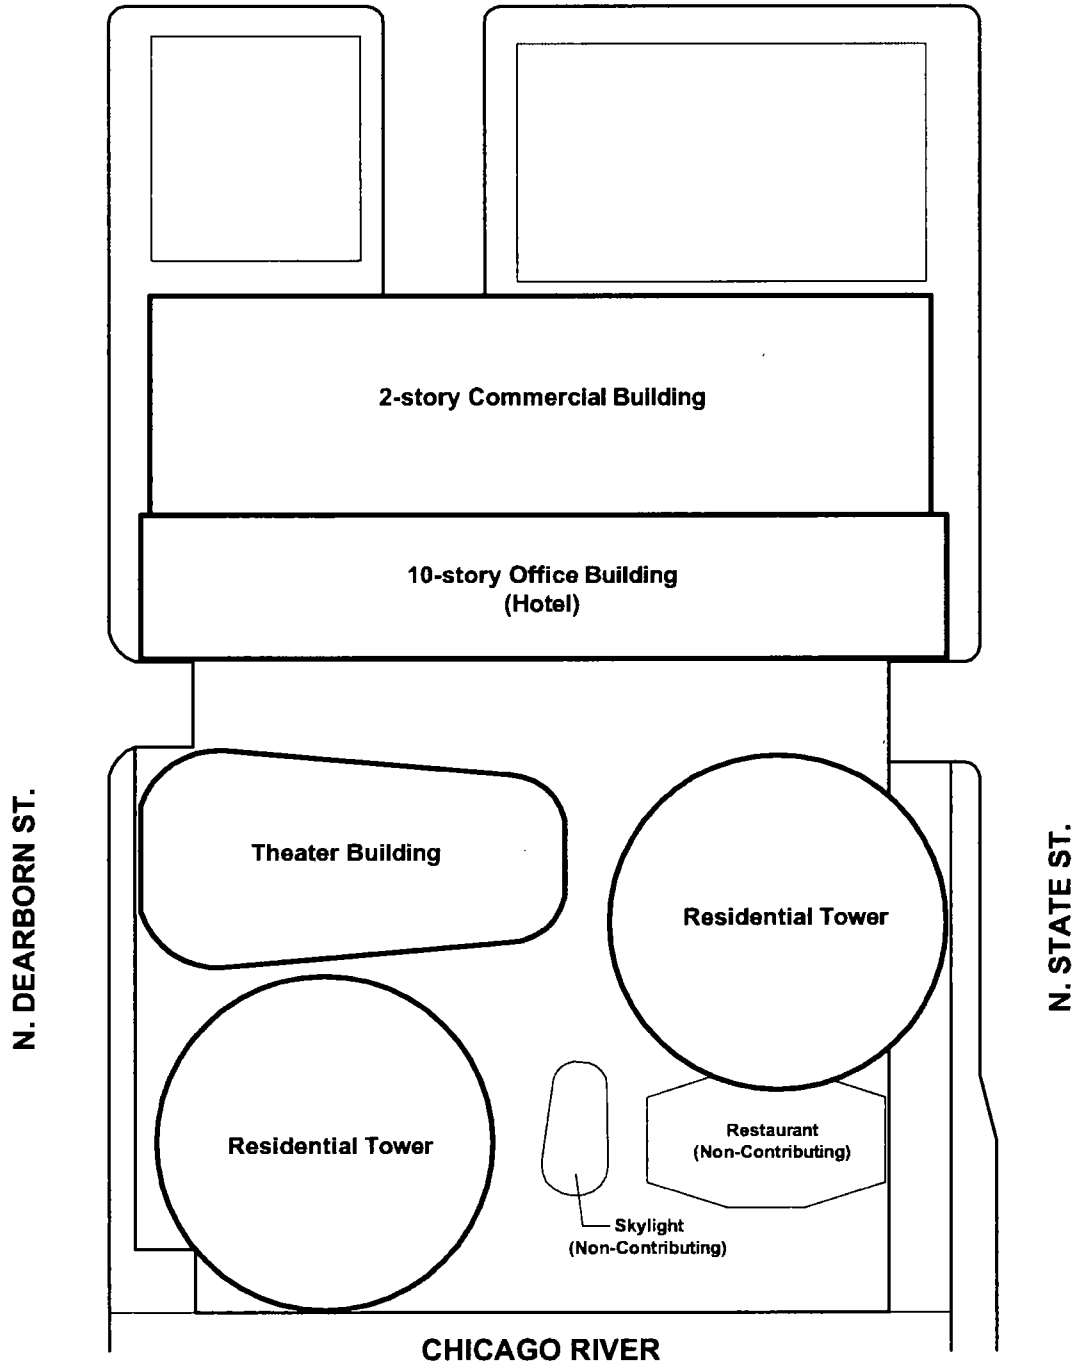 2-story Commercial Building
10-story Office Building
(Hotel)
N. DEARBORN ST.
Theater Building
Residential Tower
N. STATE ST.
Residential Tower
Restaurant
(Non-Contributing)
Skylight
(Non-Contributing)
CHICAGO RIVER